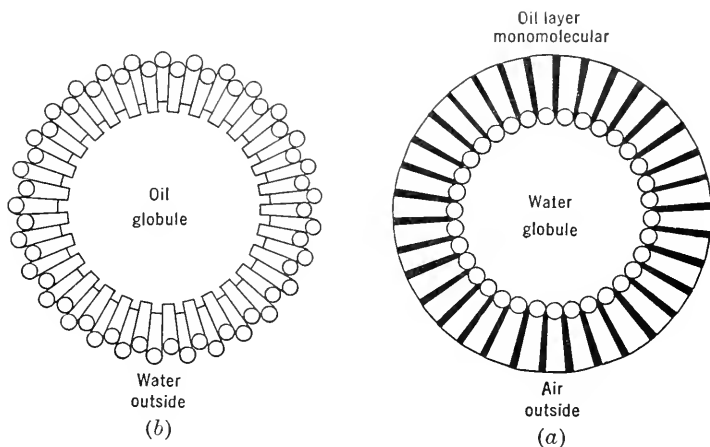 Oil
globule
Water
outside
(b)
Oil layer
monomolecular
Water
globule
Air
outside
(a)